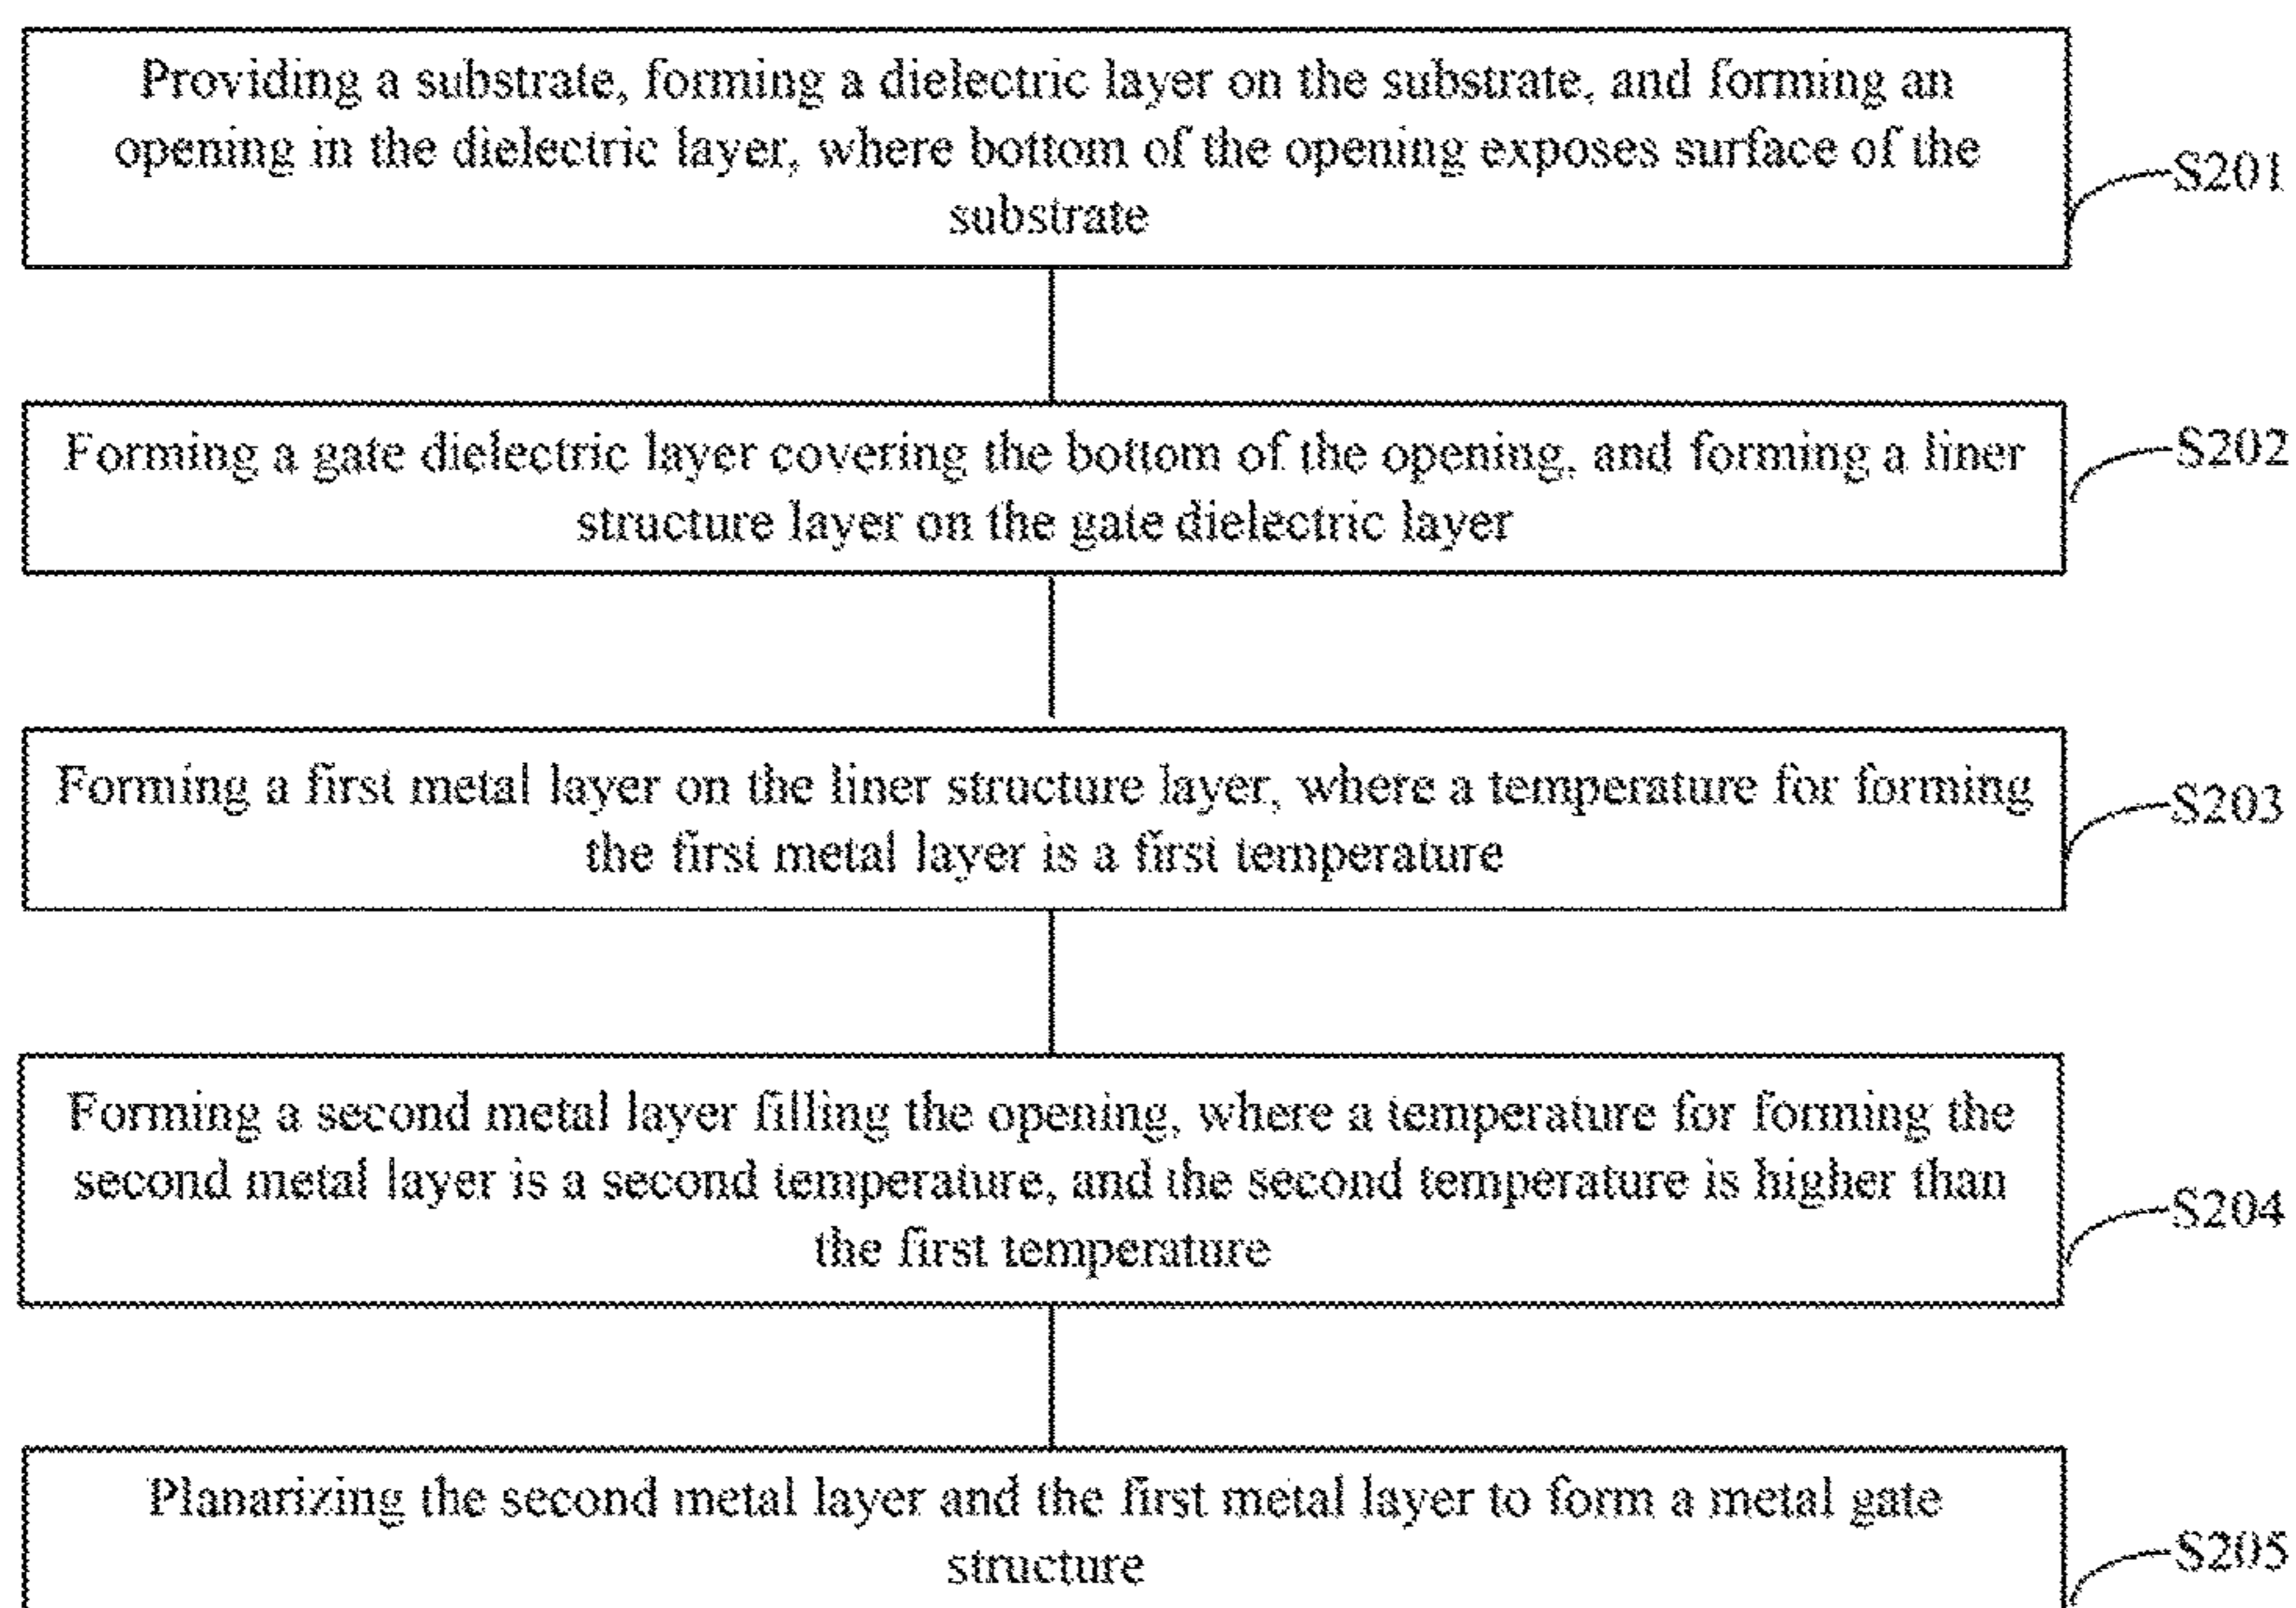 Providing a substrate, forming a dielectric layer on the substrate, and forming an
opening in the dielectric layer, where bottom of the opening exposes surface of the
substrate
S201
Forming a gate dielectric layer covering the bottom of the opening, and forming a liner
structure layer on the gate dielectric layer
S202
Forming a first metal layer on the liner structure layer, where a temperature for forming
the first metal layer is a first temperature
S203
Forming a second metal layer filling the opening, where a temperature for forming the
second metal layer is a second temperature, and the second temperature is higher than
the first temperature
S204
Planarizing the second metal layer and the first metal layer to form a metal gate
structure
S205